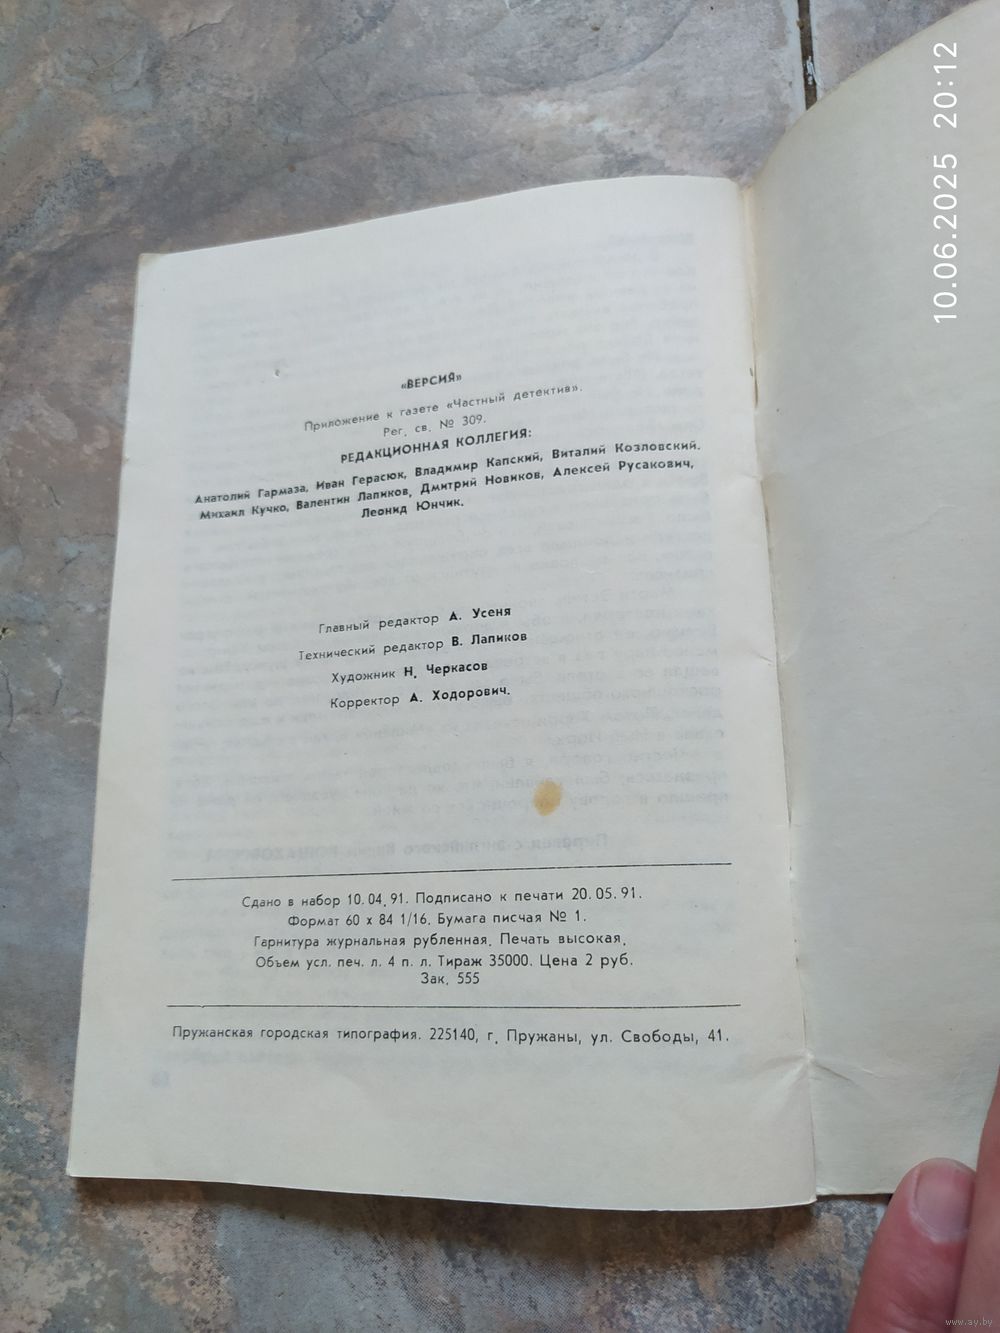 «ВЕРСИЯ»
Приложение к газете «Частный детектив».
Рег. св. № 309.
РЕДАКЦИОННАЯ КОЛЛЕГИЯ:
Анатолий Гармаза, Иван Герасюк, Владимир Капский, Виталий Козловский.
Михаил Кучко, Валентин Лапиков, Дмитрий Новиков, Алексей Русакович,
Леонид Юнчик.
Главный редактор А. Усеня
Технический редактор В. Лапиков
Художник Н. Черкасов
Корректор А. Ходорович.
Сдано в набор 10.04.91. Подписано к печати 20.05.91.
Формат 60 х 84 1/16. Бумага писчая № 1.
Гарнитура журнальная рубленная. Печать высокая.
Объем усл. печ. л. 4 п. л. Тираж 35000. Цена 2 руб.
Зак. 555
Пружанская городская типография. 225140, г. Пружаны, ул. Свободы, 41.
10.06.2025 20:12
www.ay.by